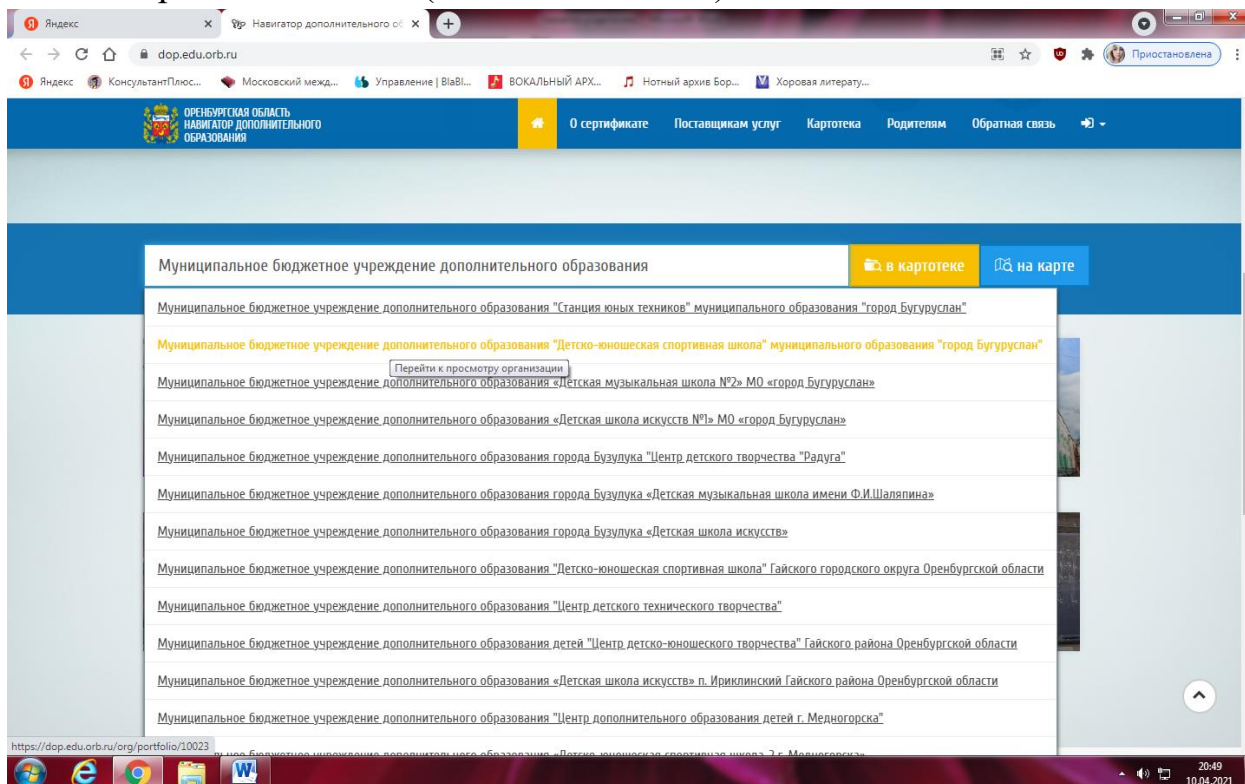 Яндекс
Навигатор дополнительного об
dop.edu.orb.ru
Приостановлена
Яндекс КонсультантПлюс... Московский межд... Управление | BlaBl... ВОКАЛЬНЫЙ АРХ... Нотный архив Бор... Хоровая литерату...
ОРЕНБУРГСКАЯ ОБЛАСТЬ
НАВИГАТОР ДОПОЛНИТЕЛЬНОГО
ОБРАЗОВАНИЯ
О сертификате Поставщикам услуг Картотека Родителям Обратная связь
Муниципальное бюджетное учреждение дополнительного образования
в картотеке на карте
Муниципальное бюджетное учреждение дополнительного образования "Станция юных техников" муниципального образования "город Бугуруслан"
Муниципальное бюджетное учреждение дополнительного образования "Детско-юношеская спортивная школа" муниципального образования "город Бугуруслан"
Перейти к просмотру организации
Муниципальное бюджетное учреждение дополнительного образования «Детская музыкальная школа №2» МО «город Бугуруслан»
Муниципальное бюджетное учреждение дополнительного образования «Детская школа искусств №1» МО «город Бугуруслан»
Муниципальное бюджетное учреждение дополнительного образования города Бузулука "Центр детского творчества "Радуга"
Муниципальное бюджетное учреждение дополнительного образования города Бузулука «Детская музыкальная школа имени Ф.И.Шаляпина»
Муниципальное бюджетное учреждение дополнительного образования города Бузулука «Детская школа искусств»
Муниципальное бюджетное учреждение дополнительного образования "Детско-юношеская спортивная школа" Гайского городского округа Оренбургской области
Муниципальное бюджетное учреждение дополнительного образования "Центр детского технического творчества"
Муниципальное бюджетное учреждение дополнительного образования детей "Центр детско-юношеского творчества" Гайского района Оренбургской области
Муниципальное бюджетное учреждение дополнительного образования «Детская школа искусств» п. Ириклинский Гайского района Оренбургской области
Муниципальное бюджетное учреждение дополнительного образования "Центр дополнительного образования детей г. Медногорска"
https://dop.edu.orb.ru/org/portfolio/10023
20:49
10.04.2021